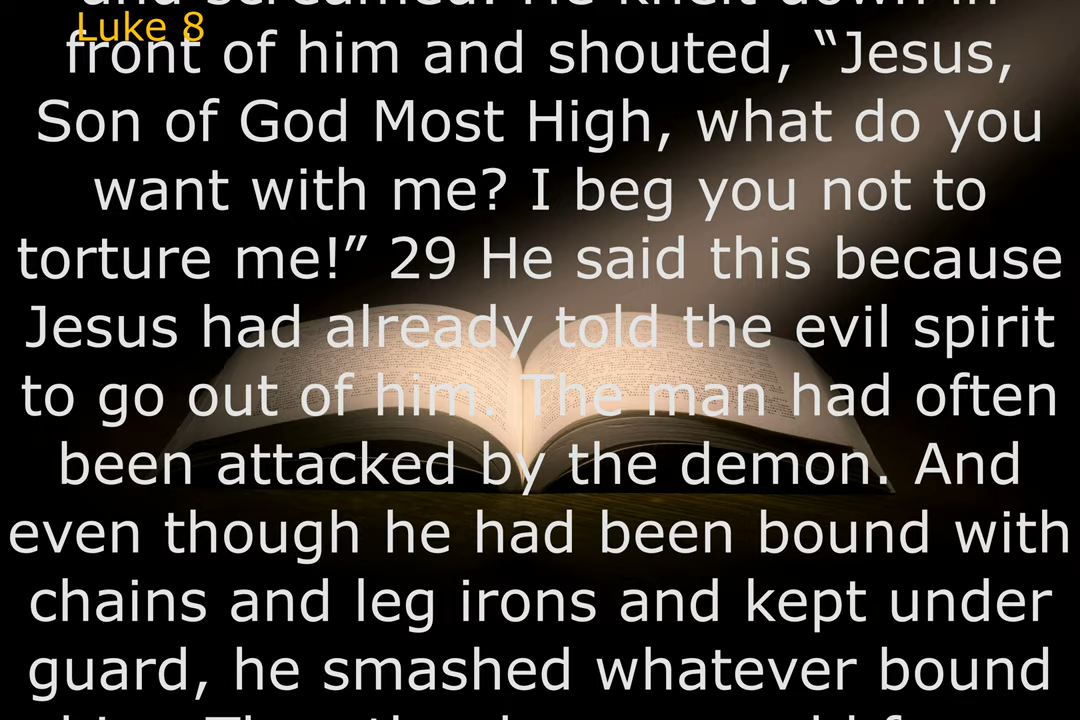 and screamed! He knelt down in
Luke 8
front of him and shouted, “Jesus,
Son of God Most High, what do you
want with me? I beg you not to
torture me!” 29 He said this because
Jesus had already told the evil spirit
to go out of him. The man had often
been attacked by the demon. And
even though he had been bound with
chains and leg irons and kept under
guard, he smashed whatever bound